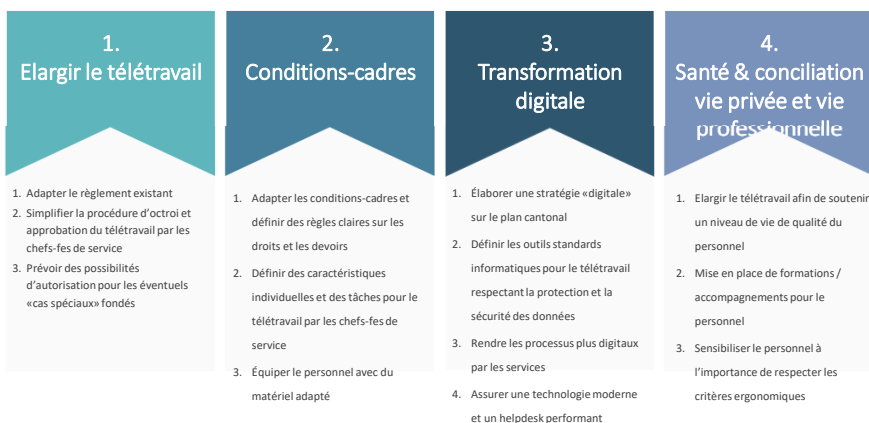 1.
Elargir le télétravail
1. Adapter le règlement existant
2. Simplifier la procédure d'octroi et
approbation du télétravail par les
chefs-fes de service
3. Prévoir des possibilités
d'autorisation pour les éventuels
«cas spéciaux» fondés
2.
Conditions-cadres
1. Adapter les conditions-cadres et
définir des règles claires sur les
droits et les devoirs
2. Définir des caractéristiques
individuelles et des tâches pour le
télétravail par les chefs-fes de
service
3. Équiper le personnel avec du
matériel adapté
3.
Transformation
digitale
1. Élaborer une stratégie «digitale»
sur le plan cantonal
2. Définir les outils standards
informatiques pour le télétravail
respectant la protection et la
sécurité des données
3. Rendre les processus plus digitaux
par les services
4. Assurer une technologie moderne
et un helpdesk performant
4.
Santé & conciliation
vie privée et vie
professionnelle
1. Elargir le télétravail afin de soutenir
un niveau de vie de qualité du
personnel
2. Mise en place de formations /
accompagnements pour le
personnel
3. Sensibiliser le personnel à
l'importance de respecter les
critères ergonomiques